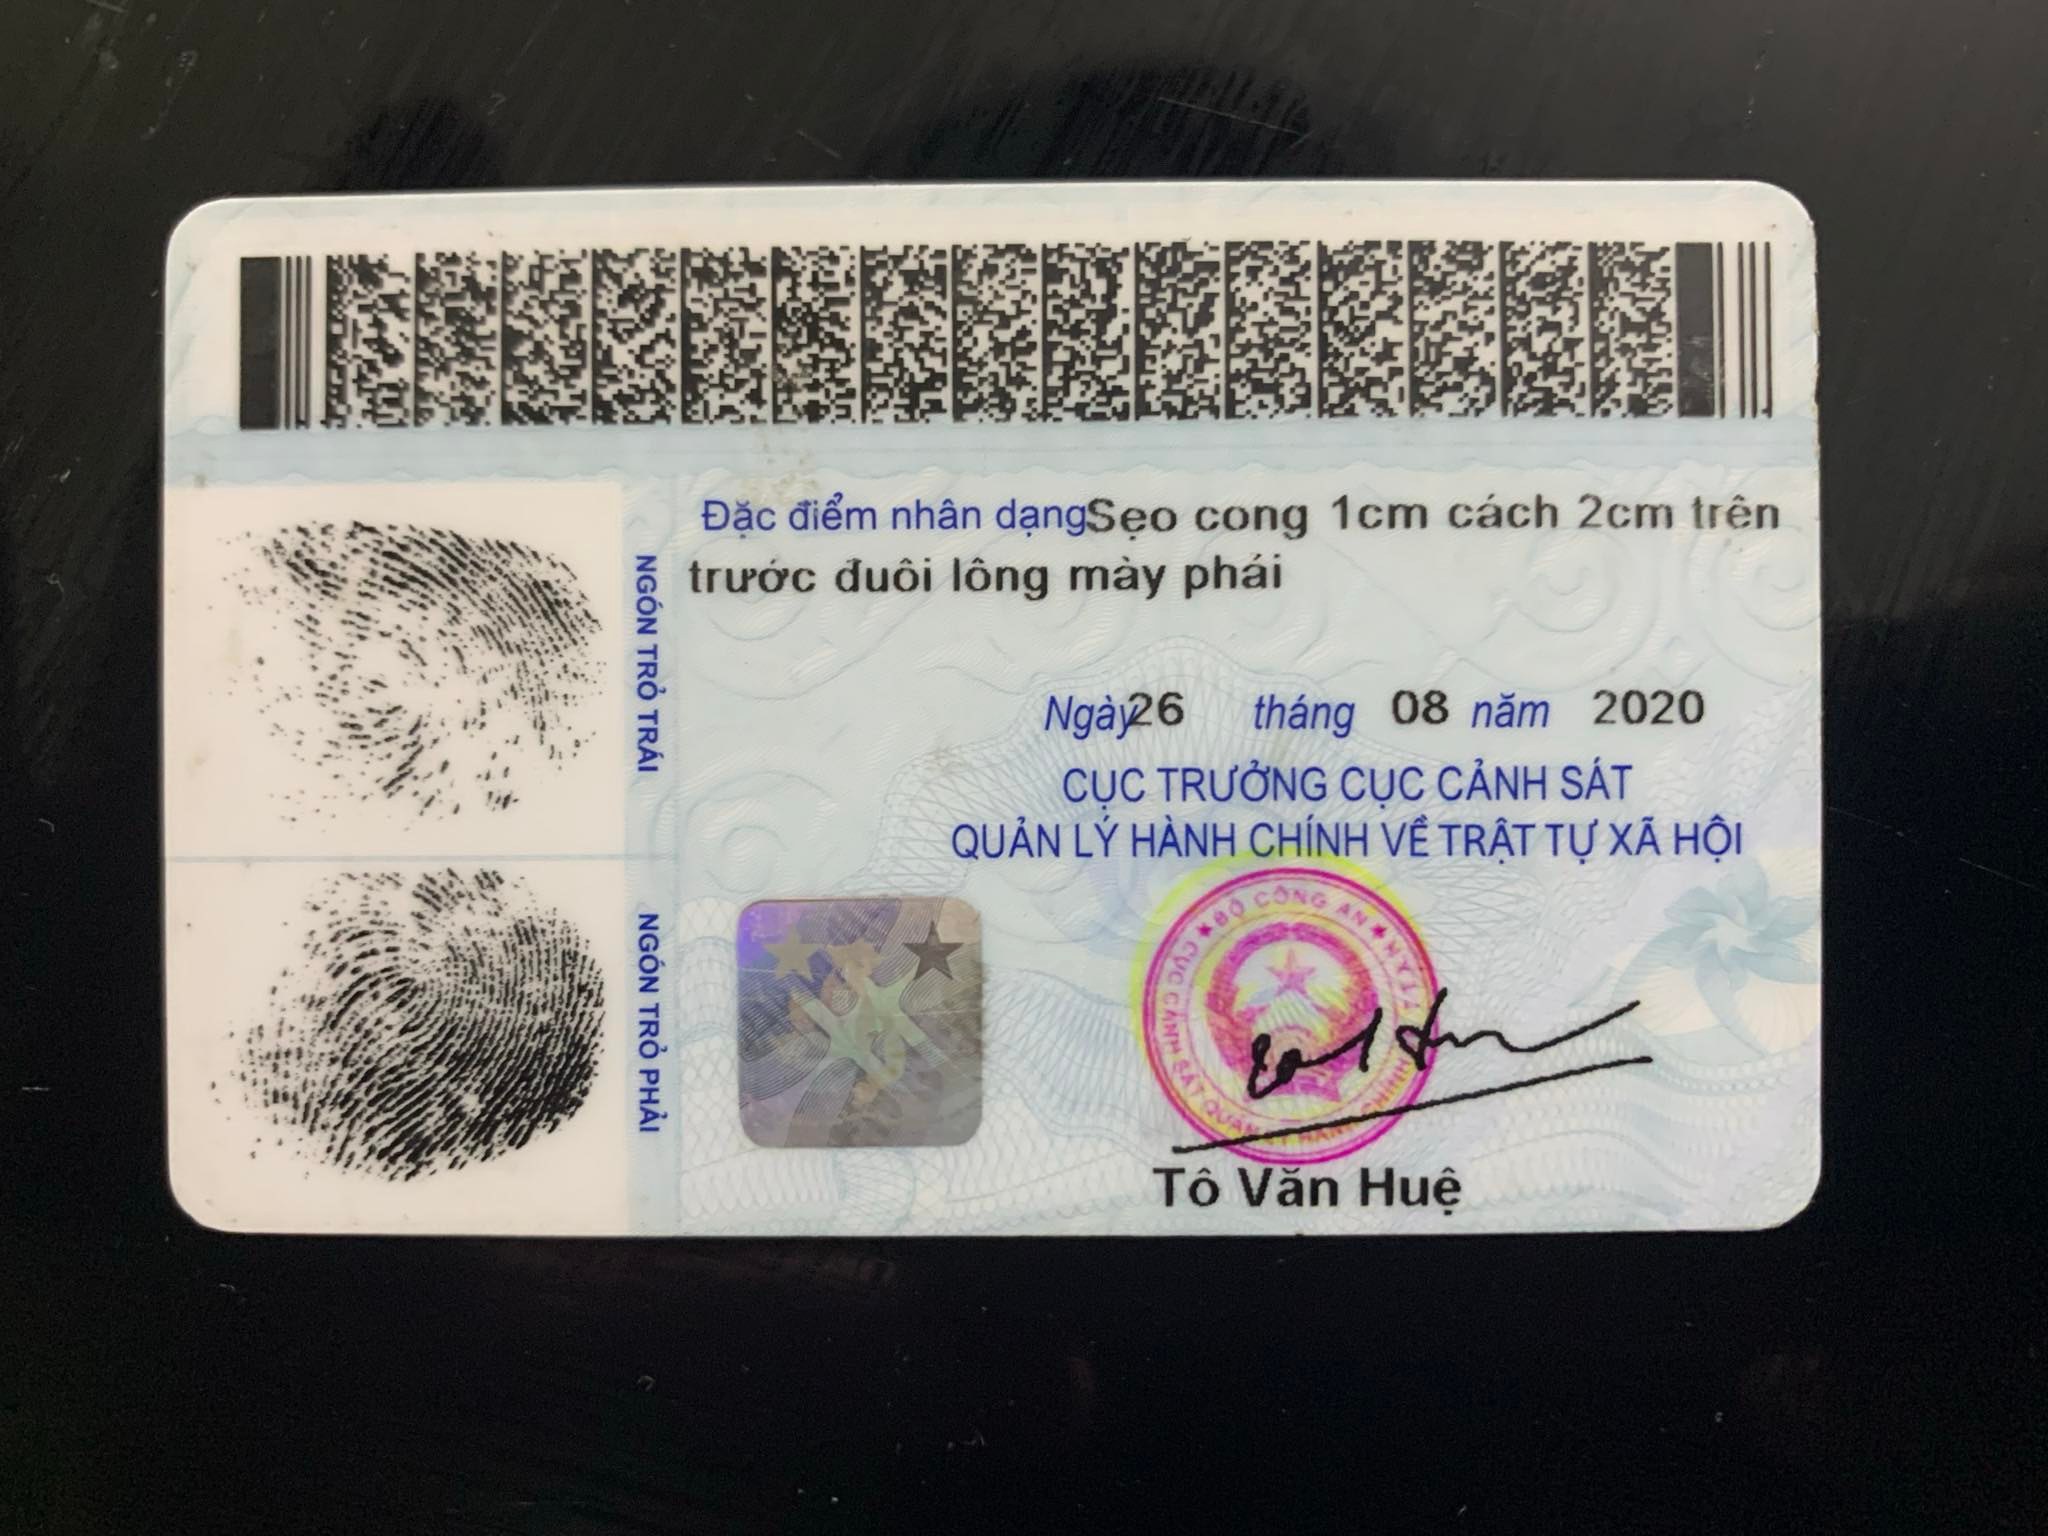 Đặc điểm nhân dạng Sẹo cong 1cm cách 2cm trên
trước đuôi lông mày phải
NGÓN TRỎ TRÁI
Ngày 26 tháng 08 năm 2020
CỤC TRƯỞNG CỤC CẢNH SÁT
QUẢN LÝ HÀNH CHÍNH VỀ TRẬT TỰ XÃ HỘI
NGÓN TRỎ PHẢI
BỘ CÔNG AN
CỤC CẢNH SÁT QUẢN LÝ HÀNH CHÍNH
Tô Văn Huệ